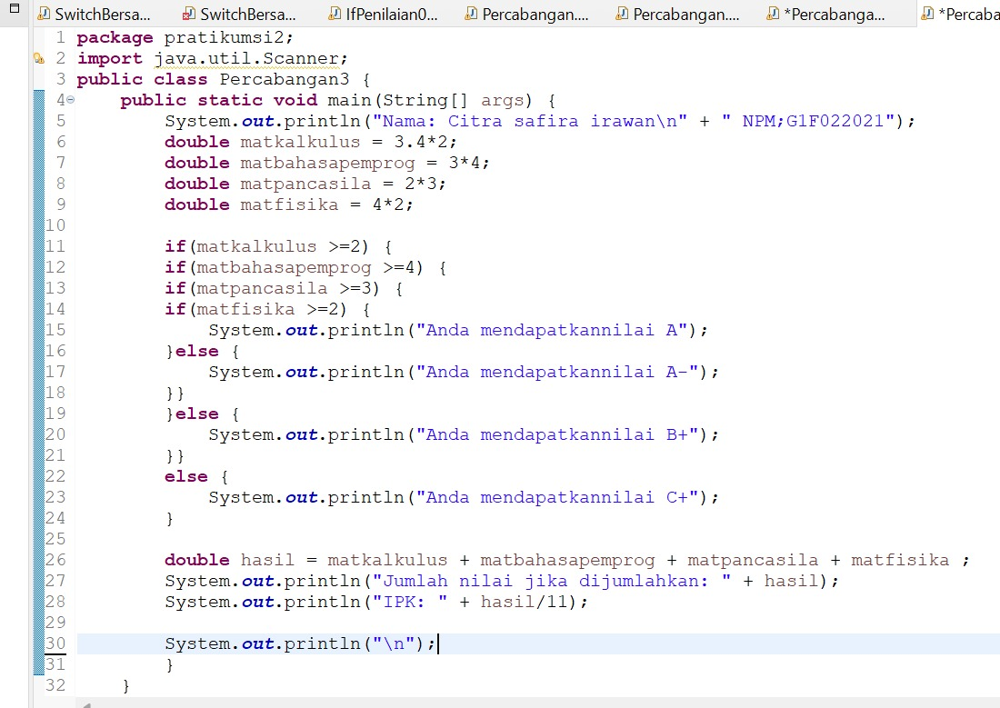 SwitchBersa... SwitchBersa... IfPenilaian0... Percabangan.... Percabangan.... *Percabanga... *Percaba
1 package pratikumsi2;
2 import java.util.Scanner;
3 public class Percabangan3 {
4 public static void main(String[] args) {
5 System.out.println("Nama: Citra safira irawan\n" + " NPM;G1F022021");
6 double matkalkulus = 3.4*2;
7 double matbahasapemprog = 3*4;
8 double matpancasila = 2*3;
9 double matfisika = 4*2;
10
11 if(matkalkulus >=2) {
12 if(matbahasapemprog >=4) {
13 if(matpancasila >=3) {
14 if(matfisika >=2) {
15 System.out.println("Anda mendapatkannilai A");
16 }else {
17 System.out.println("Anda mendapatkannilai A-");
18 }}
19 }else {
20 System.out.println("Anda mendapatkannilai B+");
21 }}
22 else {
23 System.out.println("Anda mendapatkannilai C+");
24 }
25
26 double hasil = matkalkulus + matbahasapemprog + matpancasila + matfisika ;
27 System.out.println("Jumlah nilai jika dijumlahkan: " + hasil);
28 System.out.println("IPK: " + hasil/11);
29
30 System.out.println("\n");
31 }
32 }